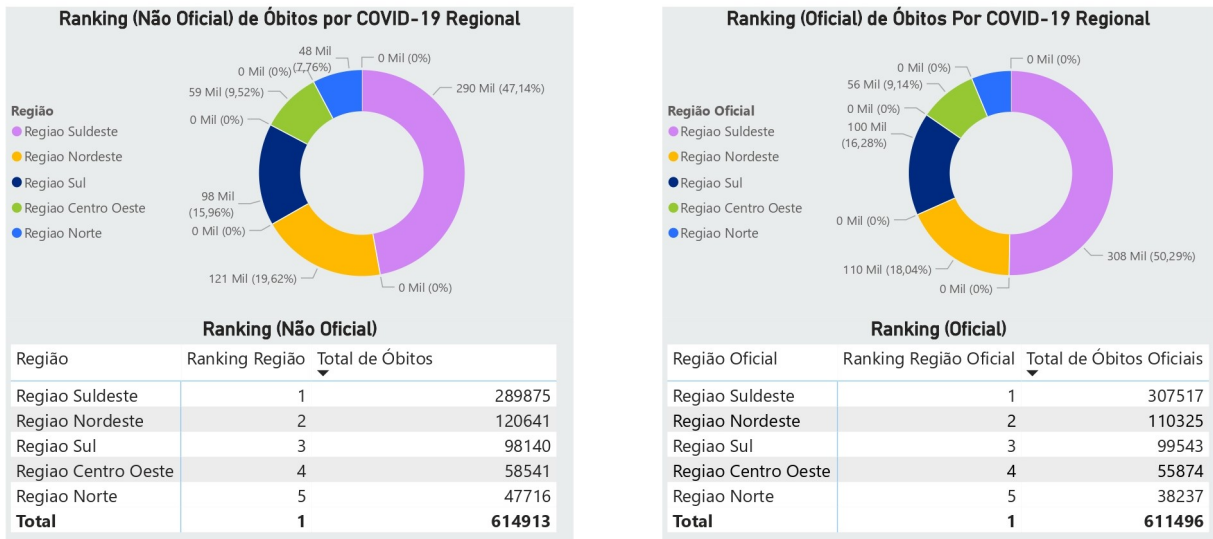 Ranking (Não Oficial) de Óbitos por COVID-19 Regional
48 Mil
(7,76%)
0 Mil (0%)
0 Mil (0%)
290 Mil (47,14%)
59 Mil (9,52%)
0 Mil (0%)
98 Mil
(15,96%)
0 Mil (0%)
121 Mil (19,62%)
0 Mil (0%)
Região
Regiao Suldeste
Regiao Nordeste
Regiao Sul
Regiao Centro Oeste
Regiao Norte
Ranking (Não Oficial)
Região Ranking Região Total de Óbitos
Regiao Suldeste 1 289875
Regiao Nordeste 2 120641
Regiao Sul 3 98140
Regiao Centro Oeste 4 58541
Regiao Norte 5 47716
Total 1 614913
Ranking (Oficial) de Óbitos Por COVID-19 Regional
0 Mil (0%)
0 Mil (0%)
56 Mil (9,14%)
0 Mil (0%)
100 Mil
(16,28%)
0 Mil (0%)
110 Mil (18,04%)
0 Mil (0%)
308 Mil (50,29%)
Região Oficial
Regiao Suldeste
Regiao Nordeste
Regiao Sul
Regiao Centro Oeste
Regiao Norte
Ranking (Oficial)
Região Oficial Ranking Região Oficial Total de Óbitos Oficiais
Regiao Suldeste 1 307517
Regiao Nordeste 2 110325
Regiao Sul 3 99543
Regiao Centro Oeste 4 55874
Regiao Norte 5 38237
Total 1 611496